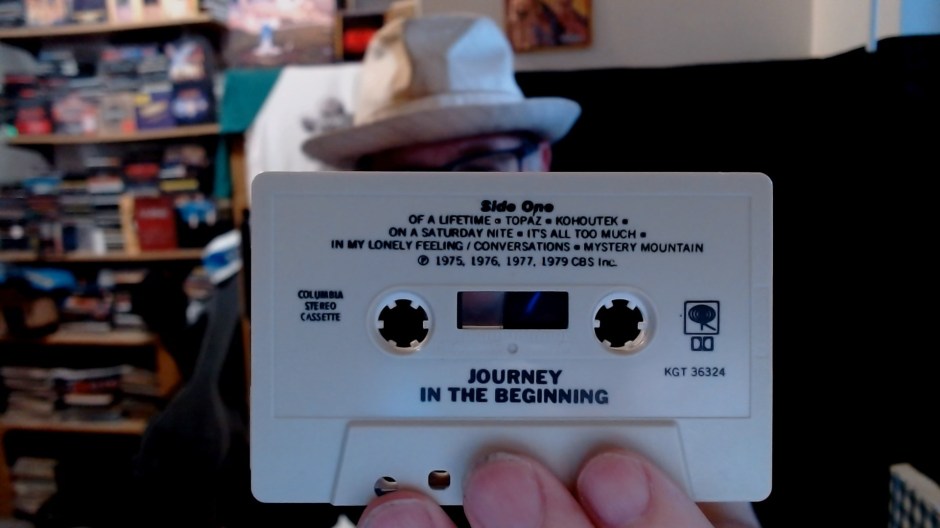 Side One
OF A LIFETIME • TOPAZ • KOHOUTEK •
ON A SATURDAY NITE • IT'S ALL TOO MUCH •
IN MY LONELY FEELING / CONVERSATIONS • MYSTERY MOUNTAIN
℗ 1975, 1976, 1977, 1979 CBS Inc.
COLUMBIA
STEREO
CASSETTE
KGT 36324
JOURNEY
IN THE BEGINNING